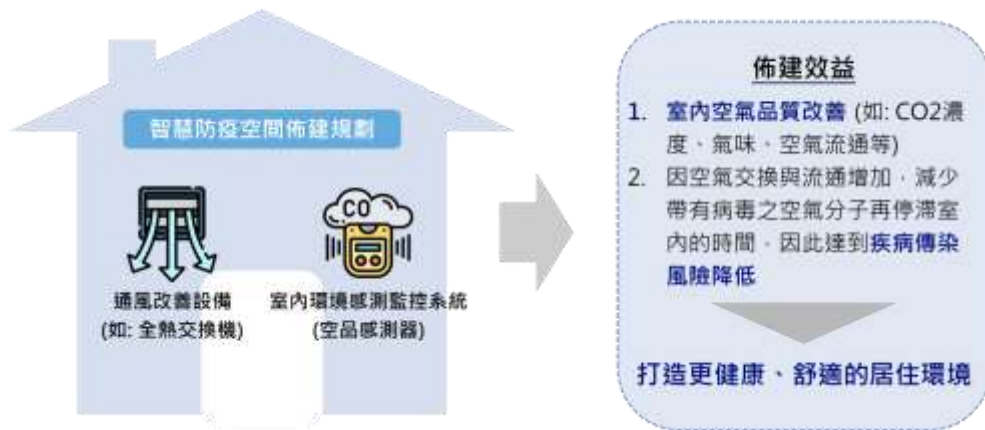 智慧防疫空間佈建規劃
CO
通風改善設備
(如: 全熱交換機)
室內環境感測監控系統
(空品感測器)
佈建效益
1. 室內空氣品質改善 (如: CO2濃
度、氣味、空氣流通等)
2. 因空氣交換與流通增加，減少
帶有病毒之空氣分子再停滯室
內的時間，因此達到疾病傳染
風險降低
打造更健康、舒適的居住環境